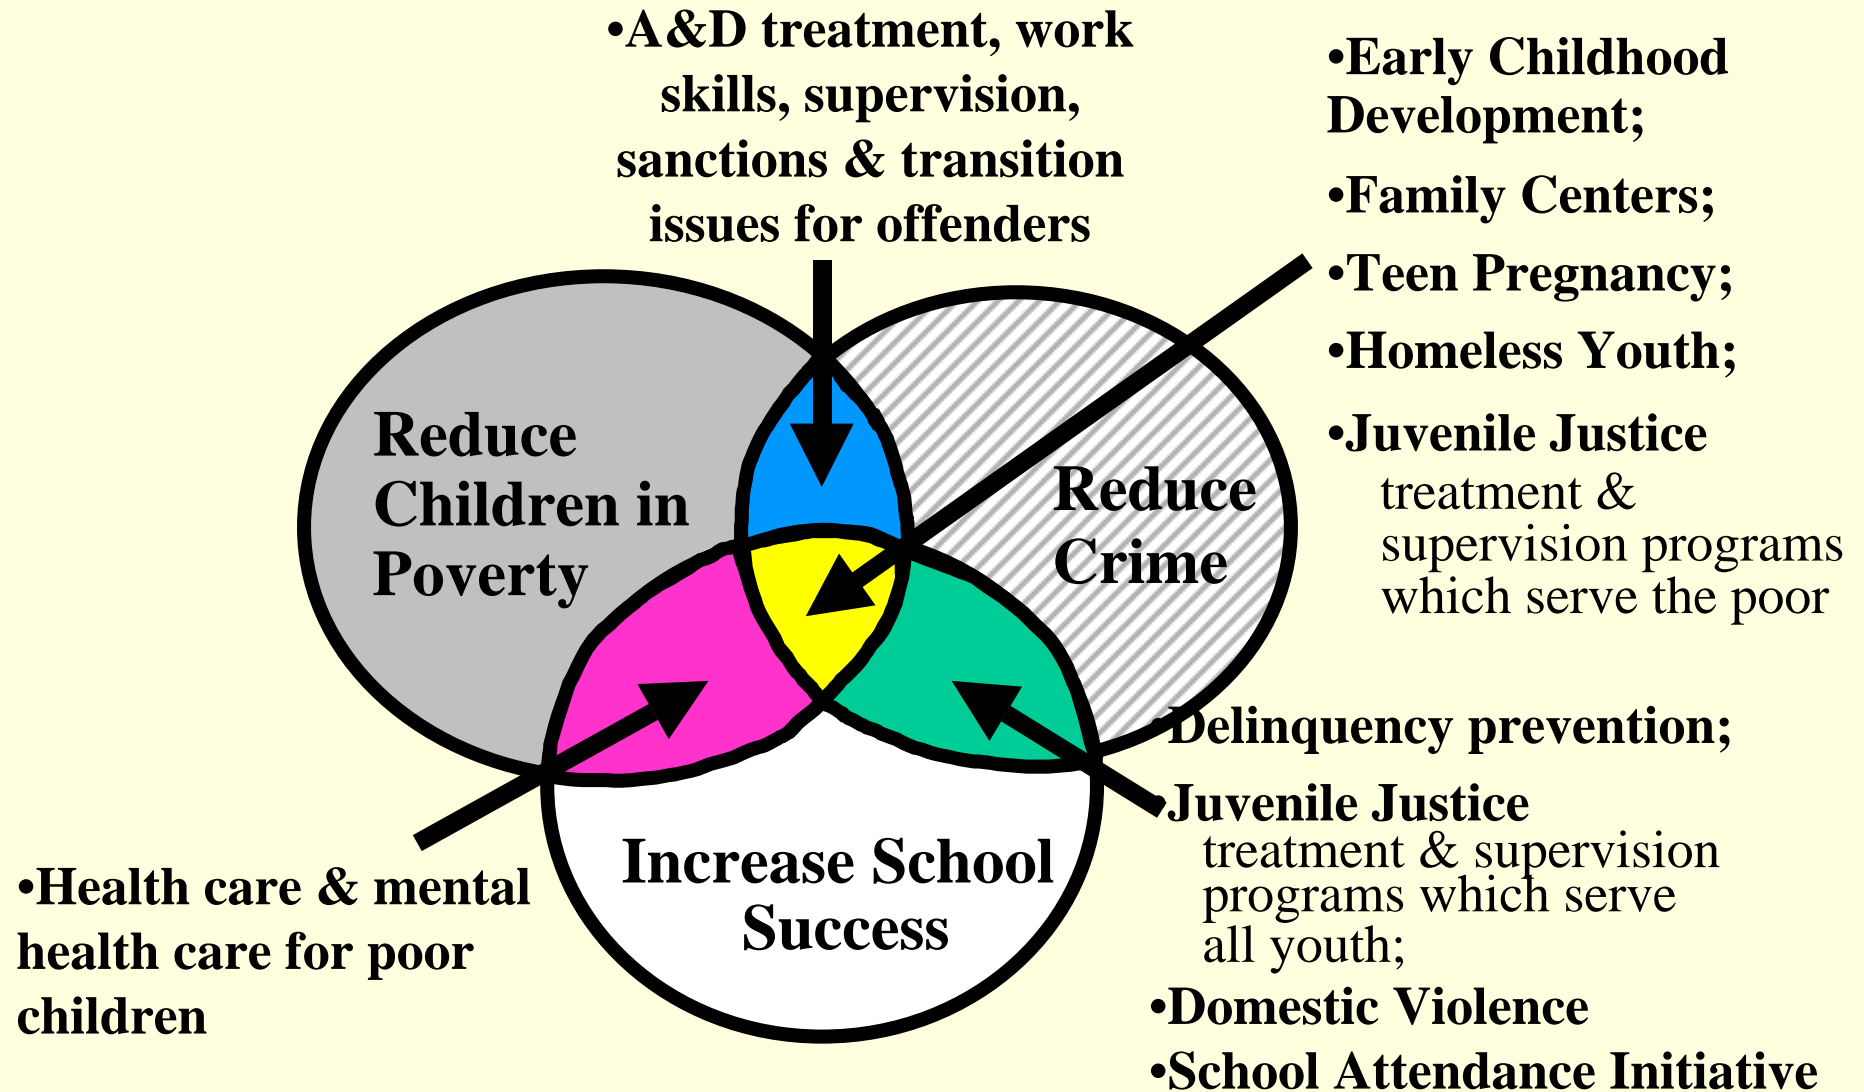 •A&D treatment, work
skills, supervision,
sanctions & transition
issues for offenders
•Early Childhood
Development;
•Family Centers;
•Teen Pregnancy;
•Homeless Youth;
•Juvenile Justice
treatment &
supervision programs
which serve the poor
Reduce
Children in
Poverty
Reduce
Crime
•Delinquency prevention;
•Juvenile Justice
treatment & supervision
programs which serve
all youth;
•Domestic Violence
•School Attendance Initiative
Increase School
Success
•Health care & mental
health care for poor
children